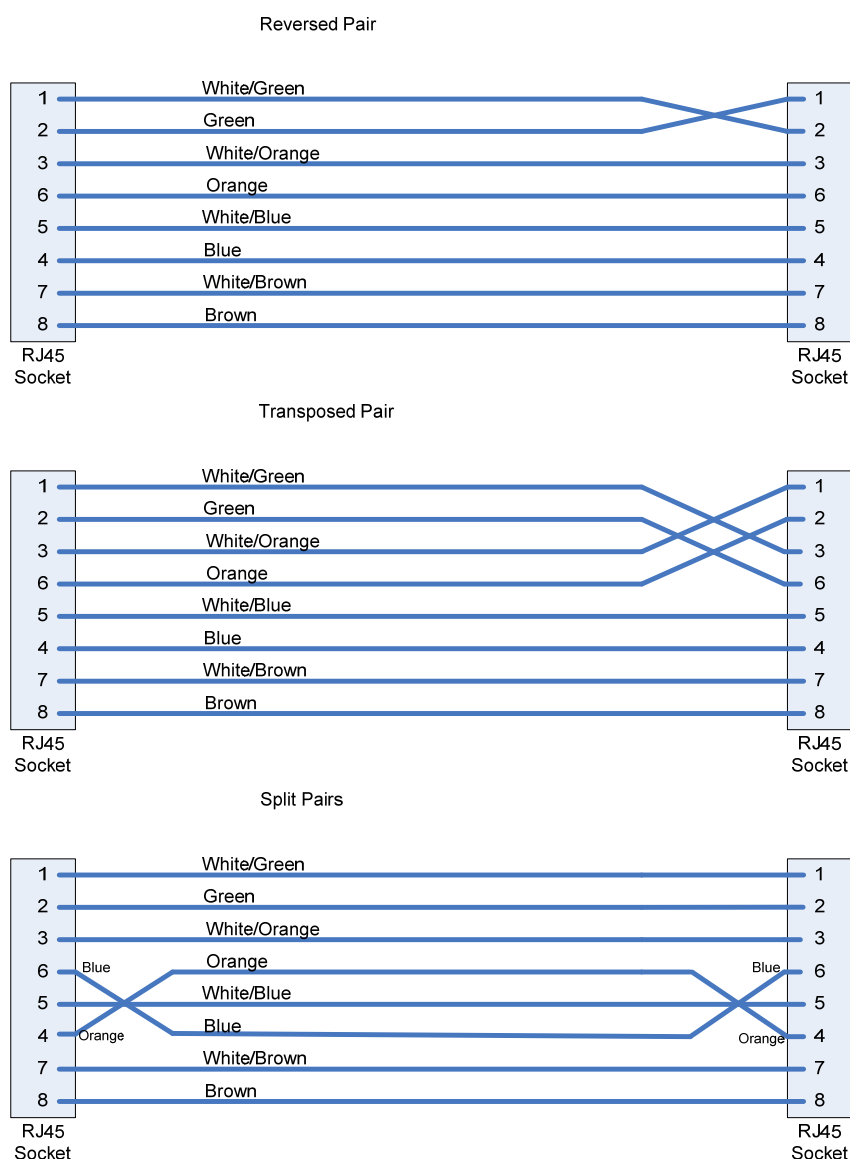 Reversed Pair
White/Green
1 1
Green
2 2
White/Orange
3 3
Orange
6 6
White/Blue
5 5
Blue
4 4
White/Brown
7 7
Brown
8 8
RJ45 RJ45
Socket Socket
Transposed Pair
White/Green
1 1
Green
2 2
White/Orange
3 3
Orange
6 6
White/Blue
5 5
Blue
4 4
White/Brown
7 7
Brown
8 8
RJ45 RJ45
Socket Socket
Split Pairs
White/Green
1 1
Green
2 2
White/Orange
3 3
Orange
6 Blue Blue 6
White/Blue
5 5
Blue
4 Orange Orange 4
White/Brown
7 7
Brown
8 8
RJ45 RJ45
Socket Socket